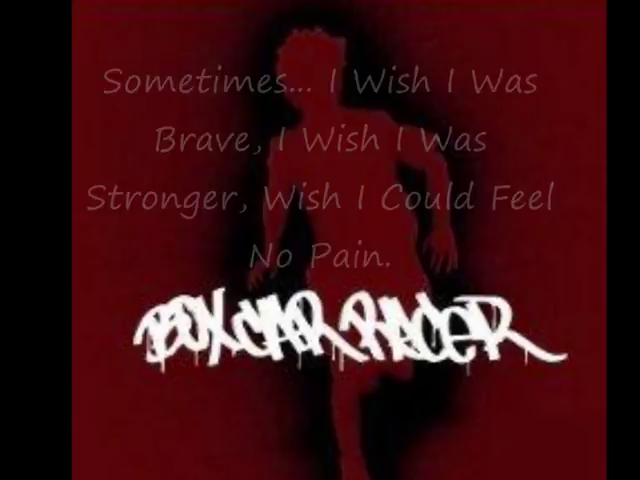 Sometimes... I Wish I Was
Brave, I Wish I Was
Stronger, Wish I Could Feel
No Pain.
BOXCAR RACER